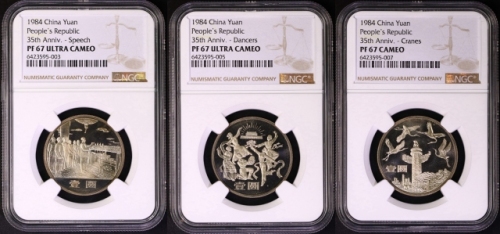 1984 China Yuan
People's Republic
35th Anniv. - Speech
PF 67 ULTRA CAMEO
6423595-003
NUMISMATIC GUARANTY COMPANY
NGC
壹圓
1984 China Yuan
People's Republic
35th Anniv. - Dancers
PF 67 ULTRA CAMEO
6423595-005
NUMISMATIC GUARANTY COMPANY
NGC
壹圓
1984 China Yuan
People's Republic
35th Anniv. - Cranes
PF 67 CAMEO
6423595-007
NUMISMATIC GUARANTY COMPANY
NGC
壹圓